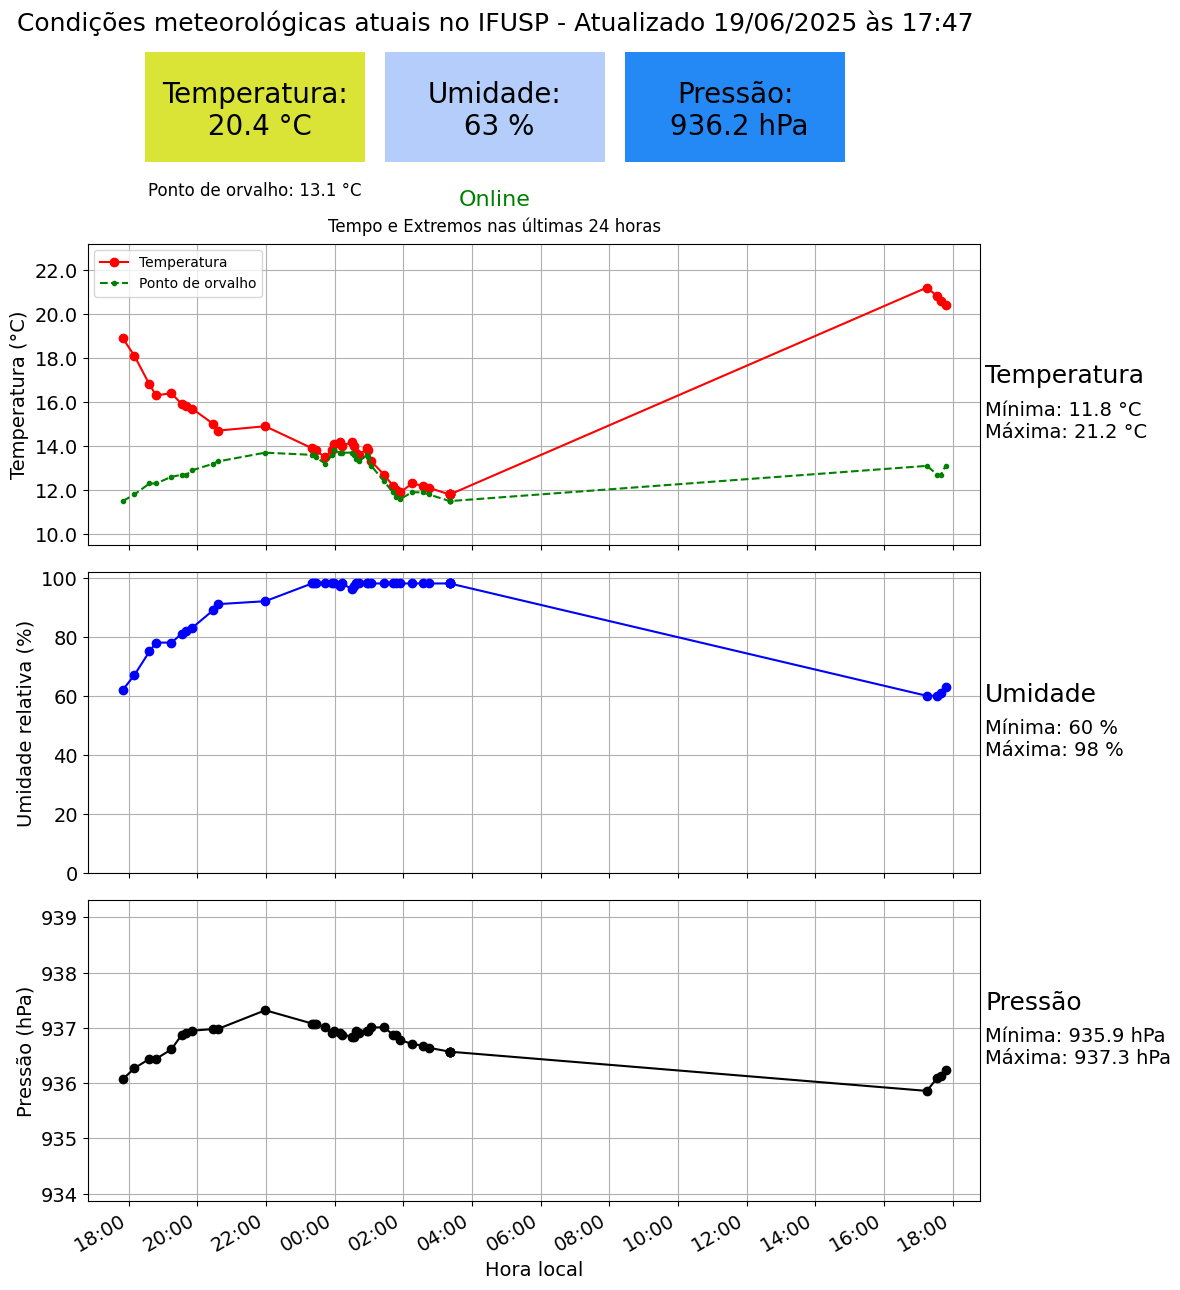 Condições meteorológicas atuais no IFUSP - Atualizado 19/06/2025 às 17:47
Temperatura:
20.4 °C
Umidade:
63 %
Pressão:
936.2 hPa
Ponto de orvalho: 13.1 °C
Online
Tempo e Extremos nas últimas 24 horas
Temperatura
Ponto de orvalho
Temperatura (°C)
22.0
20.0
18.0
16.0
14.0
12.0
10.0
Temperatura
Mínima: 11.8 °C
Máxima: 21.2 °C
Umidade relativa (%)
100
80
60
40
20
0
Umidade
Mínima: 60 %
Máxima: 98 %
Pressão (hPa)
939
938
937
936
935
934
Pressão
Mínima: 935.9 hPa
Máxima: 937.3 hPa
18:00 20:00 22:00 00:00 02:00 04:00 06:00 08:00 10:00 12:00 14:00 16:00 18:00
Hora local